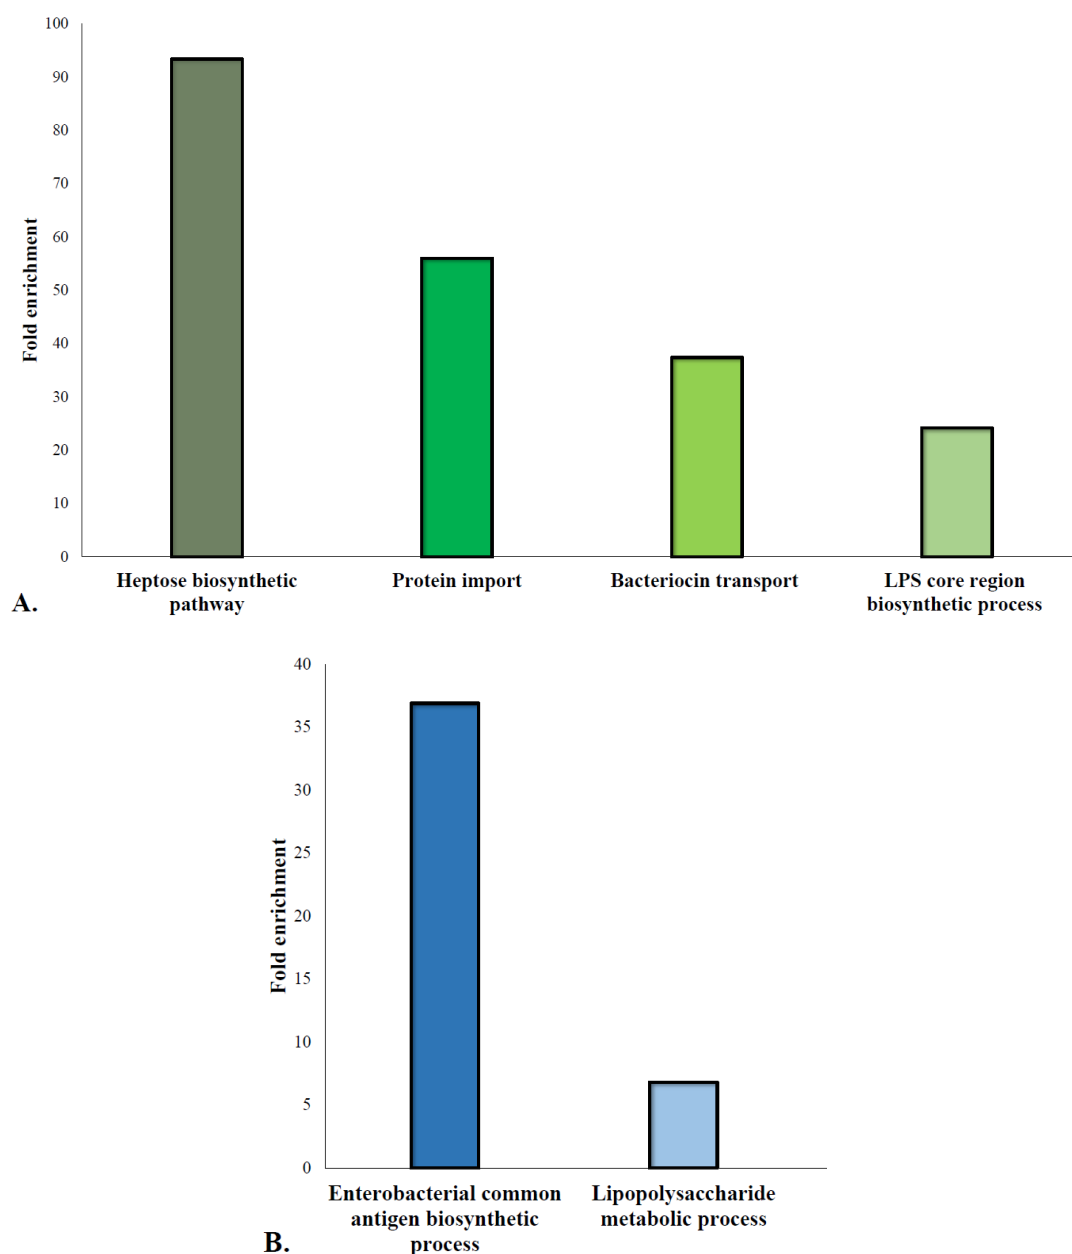 100
90
80
70
60
50
40
30
20
10
0
Fold enrichment
Heptose biosynthetic
pathway
Protein import
Bacteriocin transport
LPS core region
biosynthetic process
A.
40
35
30
25
20
15
10
5
0
Fold enrichment
Enterobacterial common
antigen biosynthetic
process
Lipopolysaccharide
metabolic process
B.